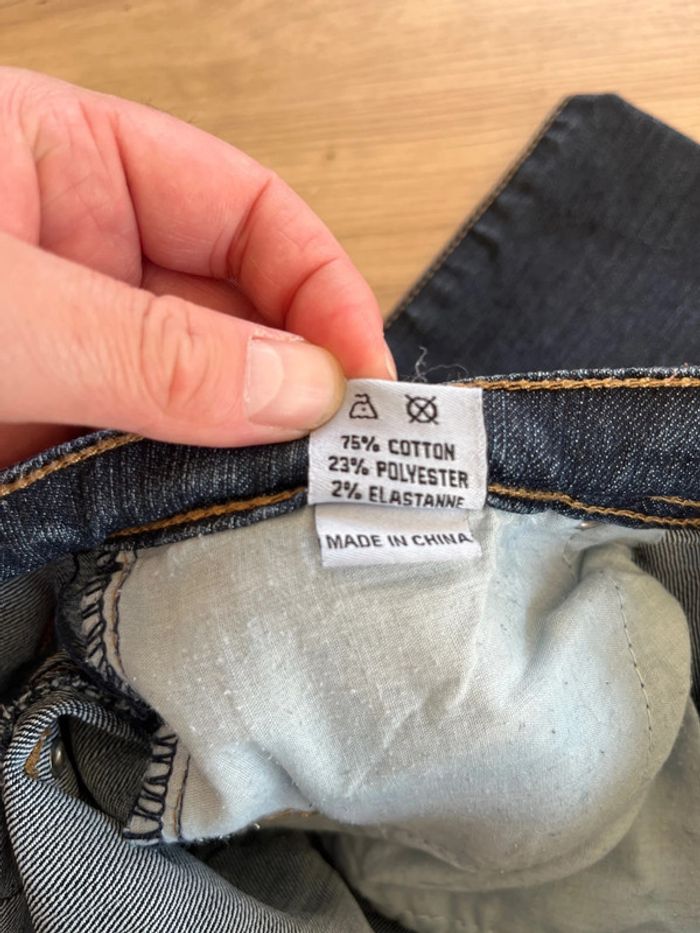 75% COTTON
23% POLYESTER
2% ELASTANNE
MADE IN CHINA